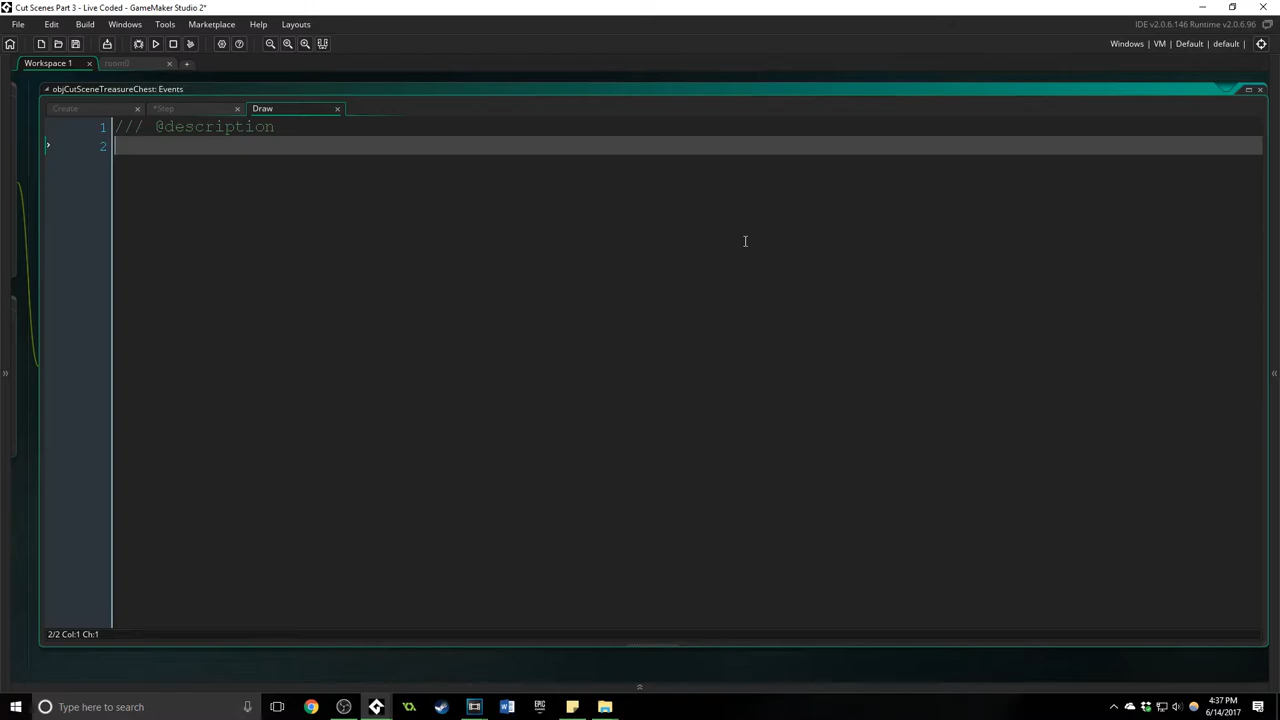 Cut Scenes Part 3 - Live Coded - GameMaker Studio 2*
File Edit Build Windows Tools Marketplace Help Layouts
IDE v2.0.6.146 Runtime v2.0.6.96
Windows | VM | Default | default |
Workspace 1 room0
objCutSceneTreasureChest: Events
Create *Step Draw
1 /// @description
2
2/2 Col:1 Ch:1
Type here to search
4:37 PM
6/14/2017